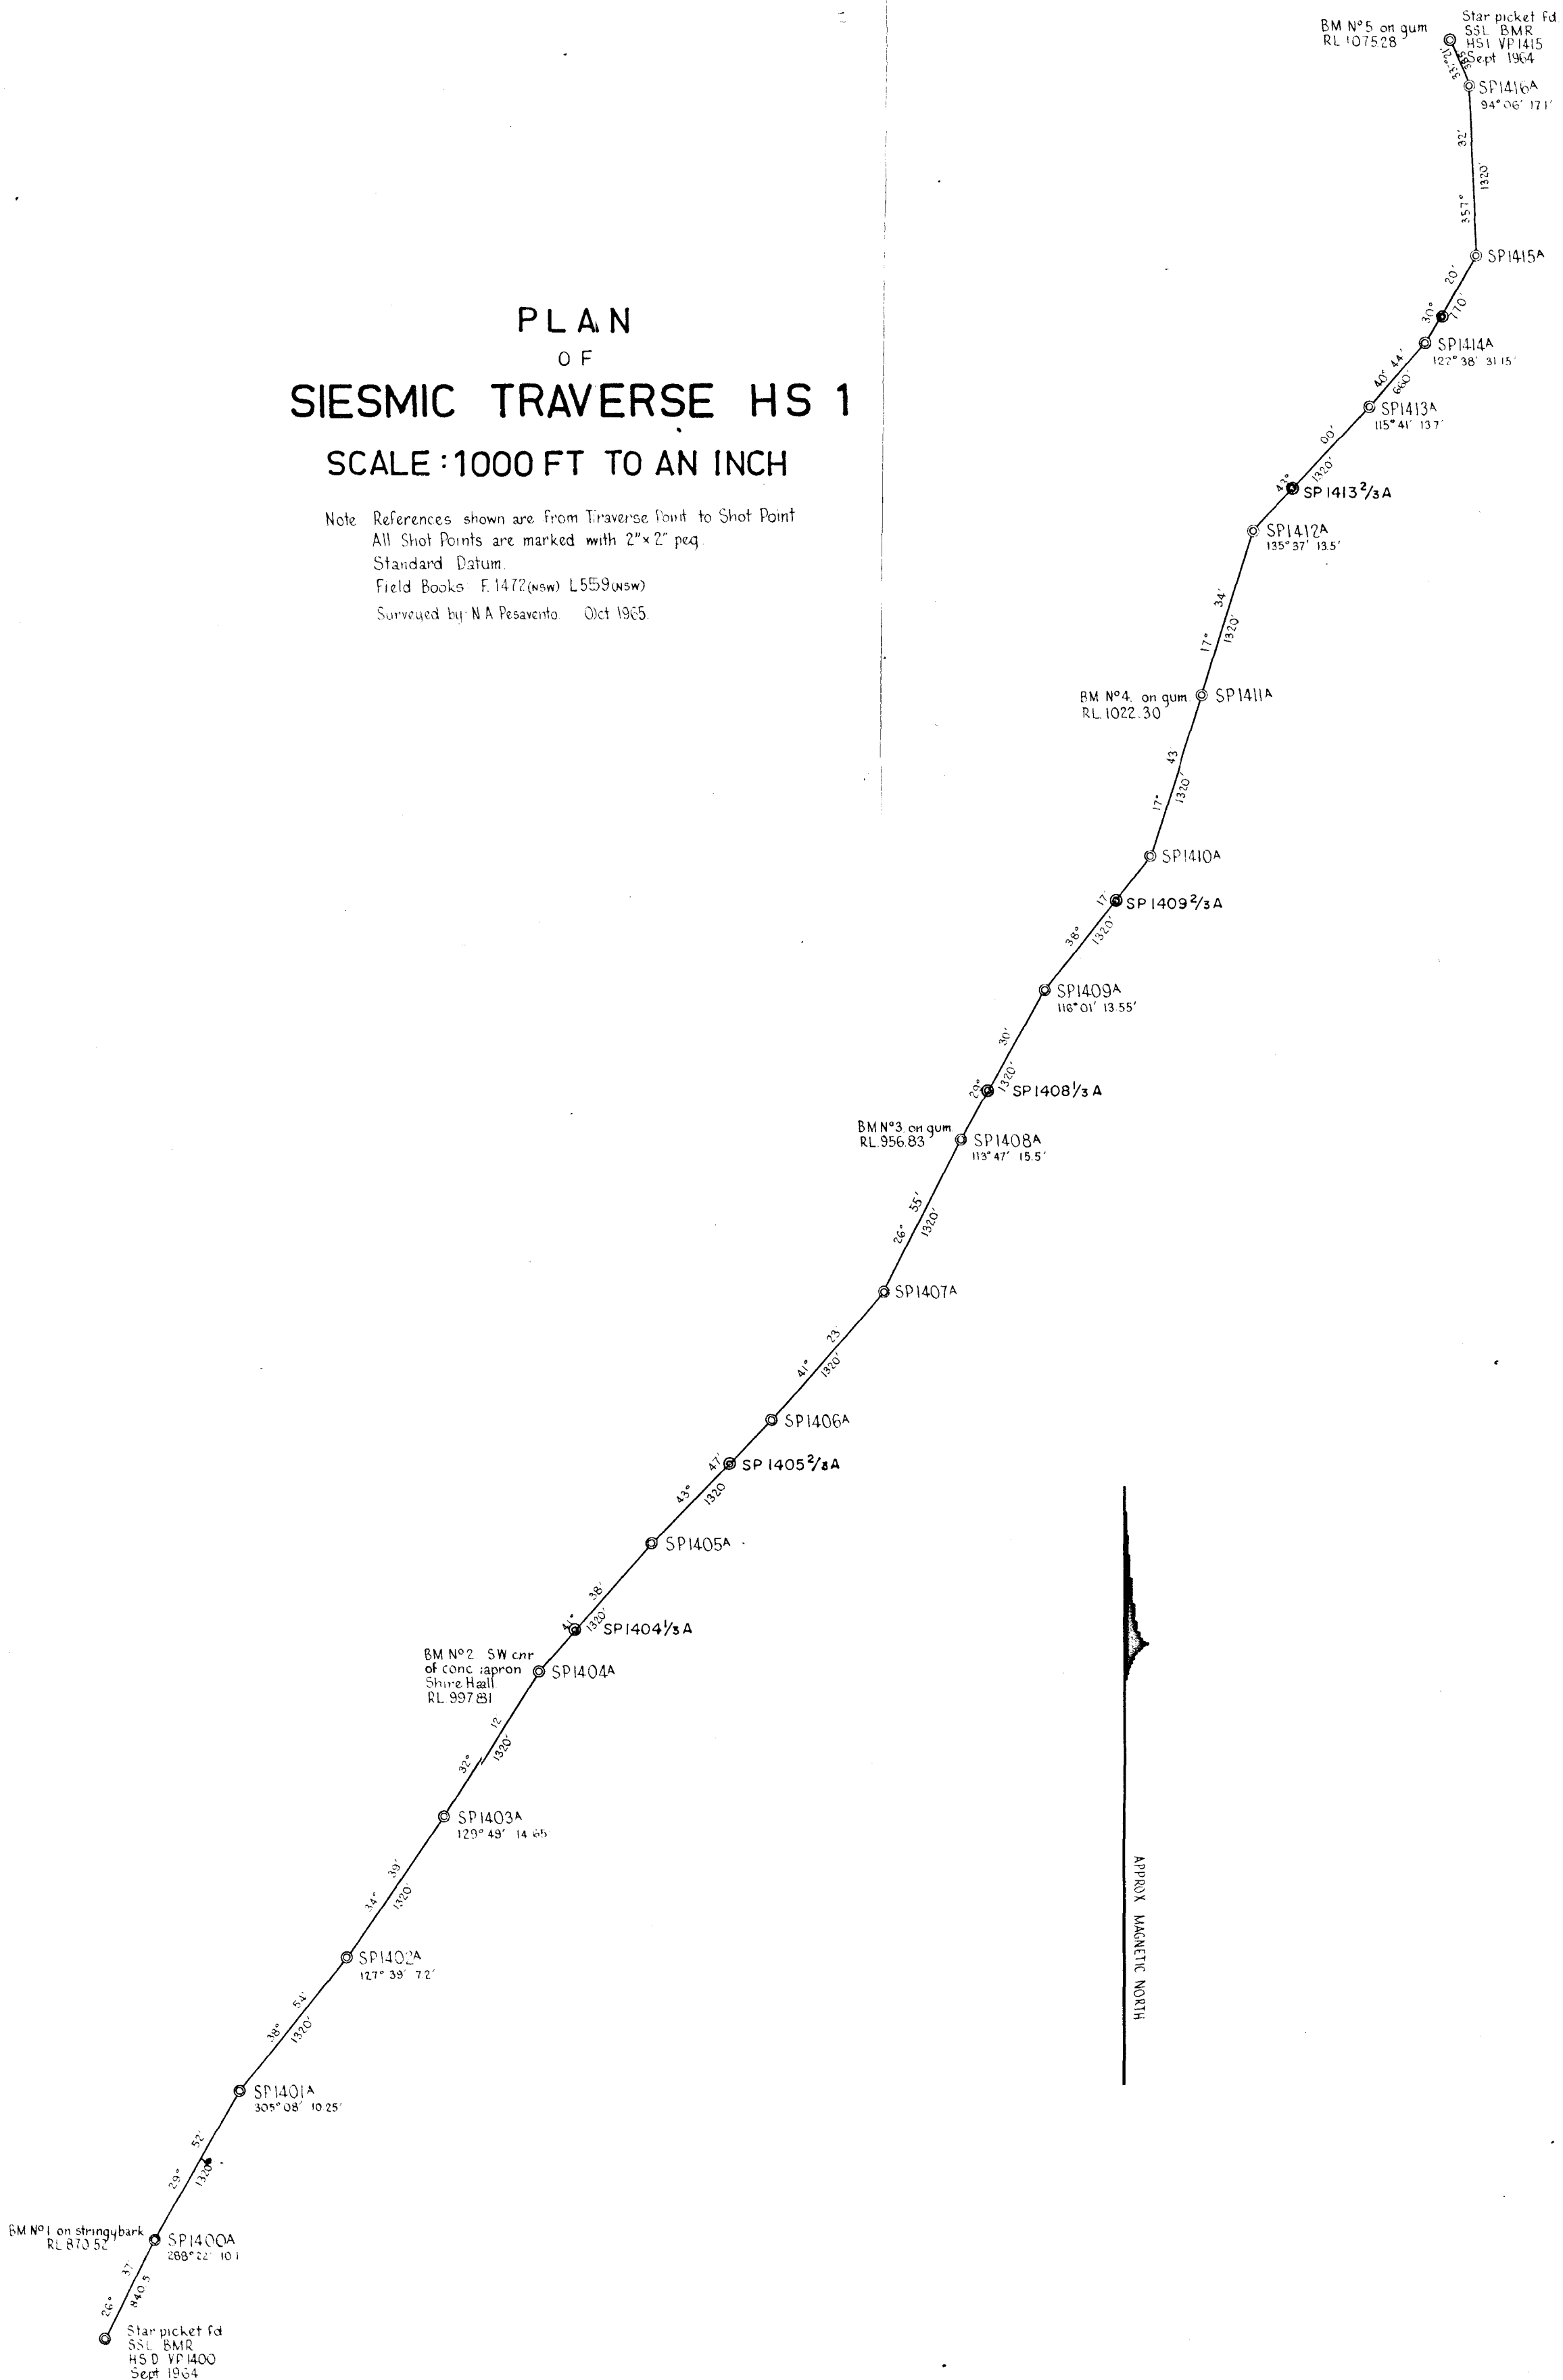 PLAN
OF
SIESMIC TRAVERSE HS 1
SCALE : 1000 FT TO AN INCH
Note References shown are from Traverse Point to Shot Point
All Shot Points are marked with 2"x 2" peg.
Standard Datum.
Field Books F. 1472 (NSW) L559 (NSW)
Surveyed by N A Pesavento. Oct 1965.
BM Nº5 on gum
RL 1075.28
Star picket fd.
SSL BMR
HS1 VP1415
Sept 1964
SP1416A
94° 06' 17.1'
32'
1320'
357°
SP1415A
20'
30°
770'
SP1414A
122° 38' 31.15'
40° 44'
660'
SP1413A
115° 41' 13.7'
00'
43°
1320'
SP 1413 2/3 A
SP1412A
135° 37' 13.5'
34'
17°
1320'
BM Nº4. on gum
RL. 1022.30
SP1411A
43
17°
1320'
SP1410A
17'
SP 1409 2/3 A
38°
1320'
SP1409A
116° 01' 13.55'
30'
29°
1320'
SP 1408 1/3 A
BM Nº3. on gum.
RL. 956.83
SP1408A
113° 47' 15.5'
55'
26°
1320'
SP1407A
23'
41°
1320'
SP1406A
47'
SP 1405 2/3 A
43°
1320
SP1405A
38'
41°
1320'
SP1404 1/3 A
BM Nº2 SW cnr
of conc apron
Shire Hall
RL. 997.81
SP1404A
12
32°
1320'
SP1403A
129° 49' 14.65
39'
34°
1320'
SP1402A
127° 39' 7.2'
54'
38°
1320'
SP1401A
305° 08' 10.25'
52'
29°
1320'
BM Nº1 on stringybark
RL 870.52
SP1400A
288° 22' 10.1
37'
26°
840.5
Star picket fd
SSL BMR
HSD VP1400
Sept 1964
APPROX MAGNETIC NORTH